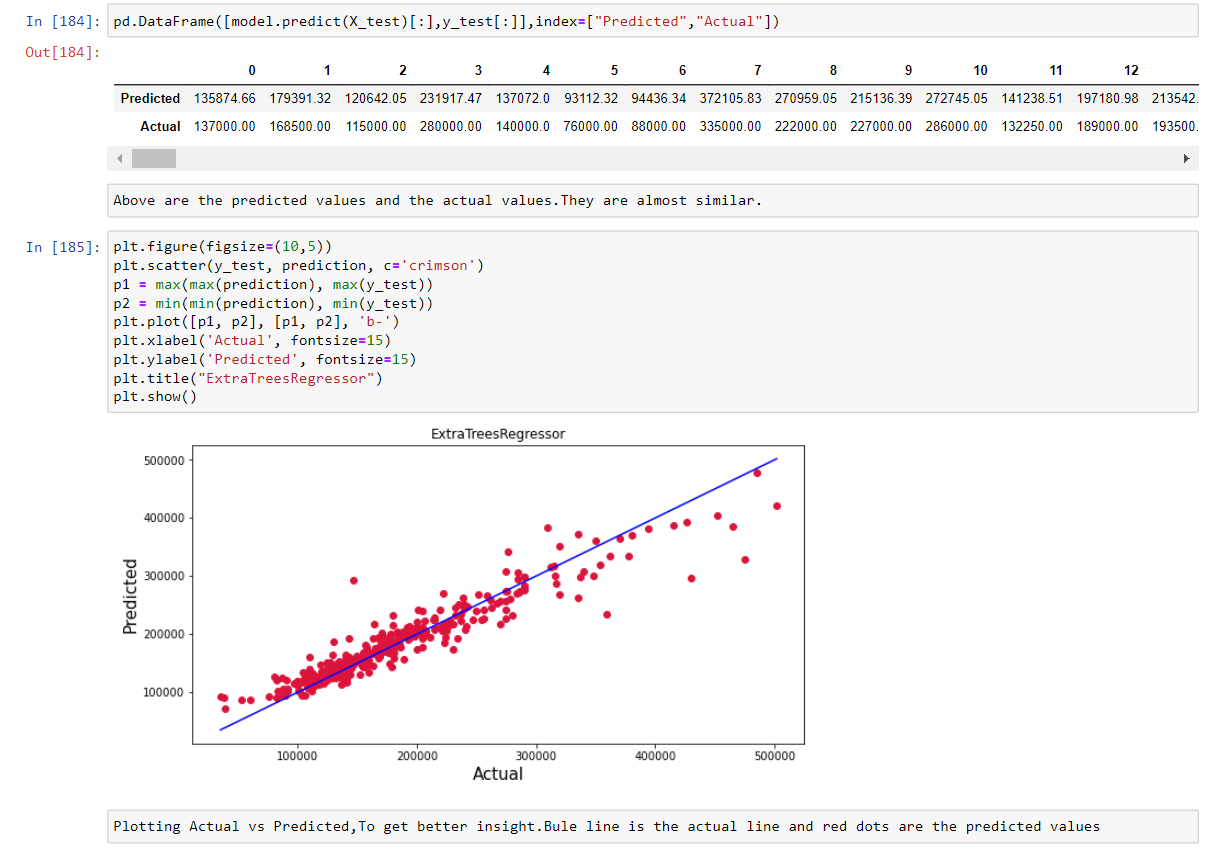 In [184]: pd.DataFrame([model.predict(X_test)[:],y_test[:]],index=["Predicted","Actual"])
Out[184]:
0 1 2 3 4 5 6 7 8 9 10 11 12
Predicted 135874.66 179391.32 120642.05 231917.47 137072.0 93112.32 94436.34 372105.83 270959.05 215136.39 272745.05 141238.51 197180.98 213542.
Actual 137000.00 168500.00 115000.00 280000.00 140000.0 76000.00 88000.00 335000.00 222000.00 227000.00 286000.00 132250.00 189000.00 193500.
Above are the predicted values and the actual values.They are almost similar.
In [185]: plt.figure(figsize=(10,5))
plt.scatter(y_test, prediction, c='crimson')
p1 = max(max(prediction), max(y_test))
p2 = min(min(prediction), min(y_test))
plt.plot([p1, p2], [p1, p2], 'b-')
plt.xlabel('Actual', fontsize=15)
plt.ylabel('Predicted', fontsize=15)
plt.title("ExtraTreesRegressor")
plt.show()
ExtraTreesRegressor
500000
400000
300000
200000
100000
Predicted
100000 200000 300000 400000 500000
Actual
Plotting Actual vs Predicted,To get better insight.Bule line is the actual line and red dots are the predicted values